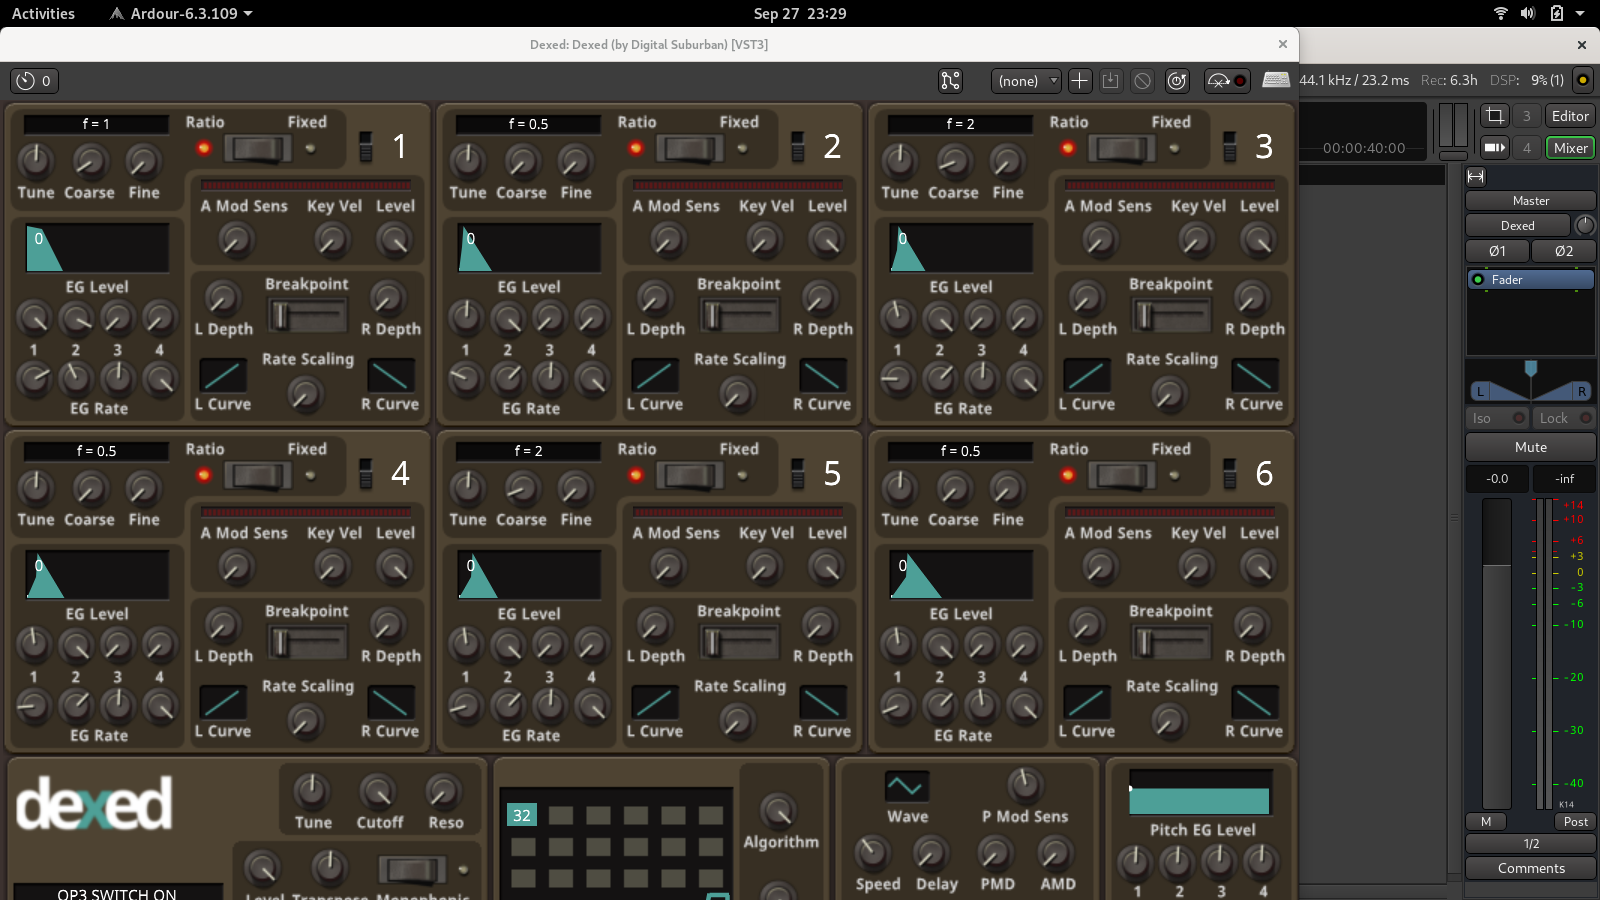 Activities Ardour-6.3.109 Sep 27 23:29
Dexed: Dexed (by Digital Suburban) [VST3]
0 (none) 44.1 kHz / 23.2 ms Rec: 6.3h DSP: 9% (1)
f = 1 Ratio Fixed 1
Tune Coarse Fine
A Mod Sens Key Vel Level
0
EG Level
Breakpoint
L Depth R Depth
1 2 3 4
Rate Scaling
L Curve R Curve
EG Rate
f = 0.5 Ratio Fixed 2
Tune Coarse Fine
A Mod Sens Key Vel Level
0
EG Level
Breakpoint
L Depth R Depth
1 2 3 4
Rate Scaling
L Curve R Curve
EG Rate
f = 2 Ratio Fixed 3
Tune Coarse Fine
A Mod Sens Key Vel Level
0
EG Level
Breakpoint
L Depth R Depth
1 2 3 4
Rate Scaling
L Curve R Curve
EG Rate
f = 0.5 Ratio Fixed 4
Tune Coarse Fine
A Mod Sens Key Vel Level
0
EG Level
Breakpoint
L Depth R Depth
1 2 3 4
Rate Scaling
L Curve R Curve
EG Rate
f = 2 Ratio Fixed 5
Tune Coarse Fine
A Mod Sens Key Vel Level
0
EG Level
Breakpoint
L Depth R Depth
1 2 3 4
Rate Scaling
L Curve R Curve
EG Rate
f = 0.5 Ratio Fixed 6
Tune Coarse Fine
A Mod Sens Key Vel Level
0
EG Level
Breakpoint
L Depth R Depth
1 2 3 4
Rate Scaling
L Curve R Curve
EG Rate
dexed
Tune Cutoff Reso
OP3 SWITCH ON
Level Transpose Monophonic
32
Algorithm
Wave P Mod Sens
Speed Delay PMD AMD
Pitch EG Level
1 2 3 4
3 Editor
00:00:40:00 4 Mixer
Master
Dexed
Ø1 Ø2
Fader
L R
Iso Lock
Mute
-0.0 -inf
+14
+10
+6
+3
0
-3
-6
-10
-20
-30
-40
K14
M Post
1/2
Comments